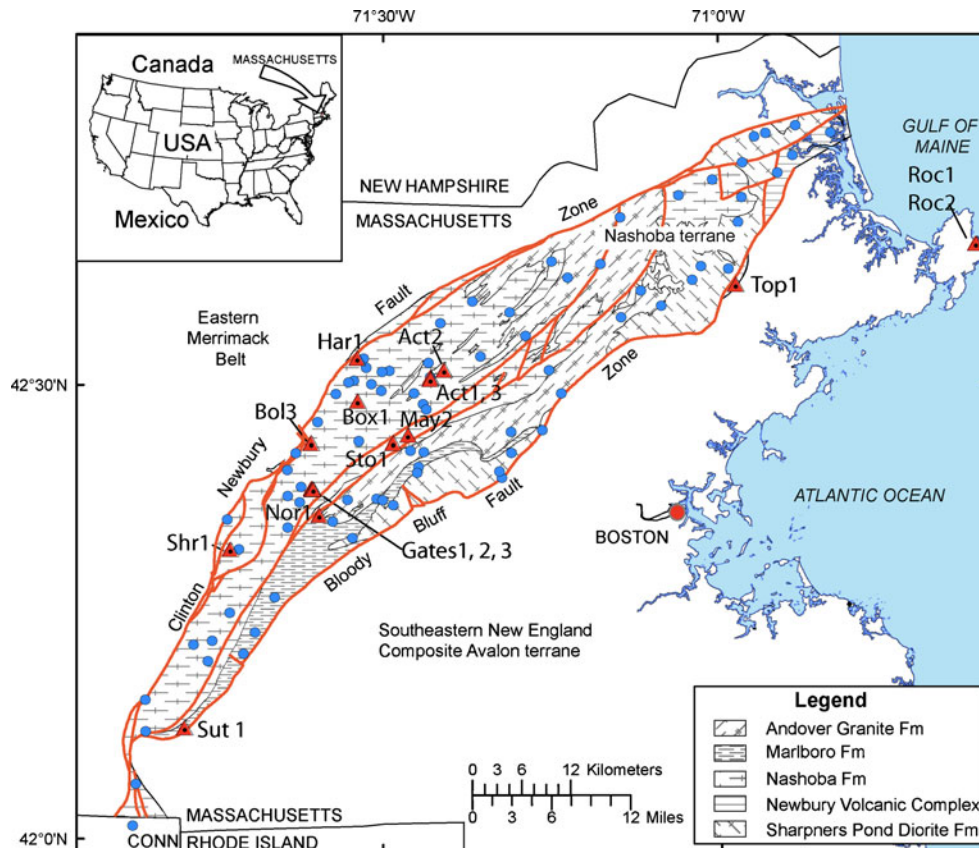 71°30'W
71°0'W
Canada
MASSACHUSETTS
USA
Mexico
GULF OF
MAINE
Roc1
Roc2
NEW HAMPSHIRE
MASSACHUSETTS
Zone
Nashoba terrane
Fault
Top1
Eastern
Merrimack
Belt
Har1
Act2
42°30'N
Act1, 3
Box1
May2
Bol3
Sto1
Zone
Newbury
Nor1
Fault
Bluff
ATLANTIC OCEAN
BOSTON
Gates1, 2, 3
Shr1
Bloody
Clinton
Southeastern New England
Composite Avalon terrane
Sut 1
Legend
Andover Granite Fm
Marlboro Fm
Nashoba Fm
Newbury Volcanic Complex
Sharpners Pond Diorite Fm
0 3 6 12 Kilometers
0 3 6 12 Miles
MASSACHUSETTS
42°0'N
CONN
RHODE ISLAND